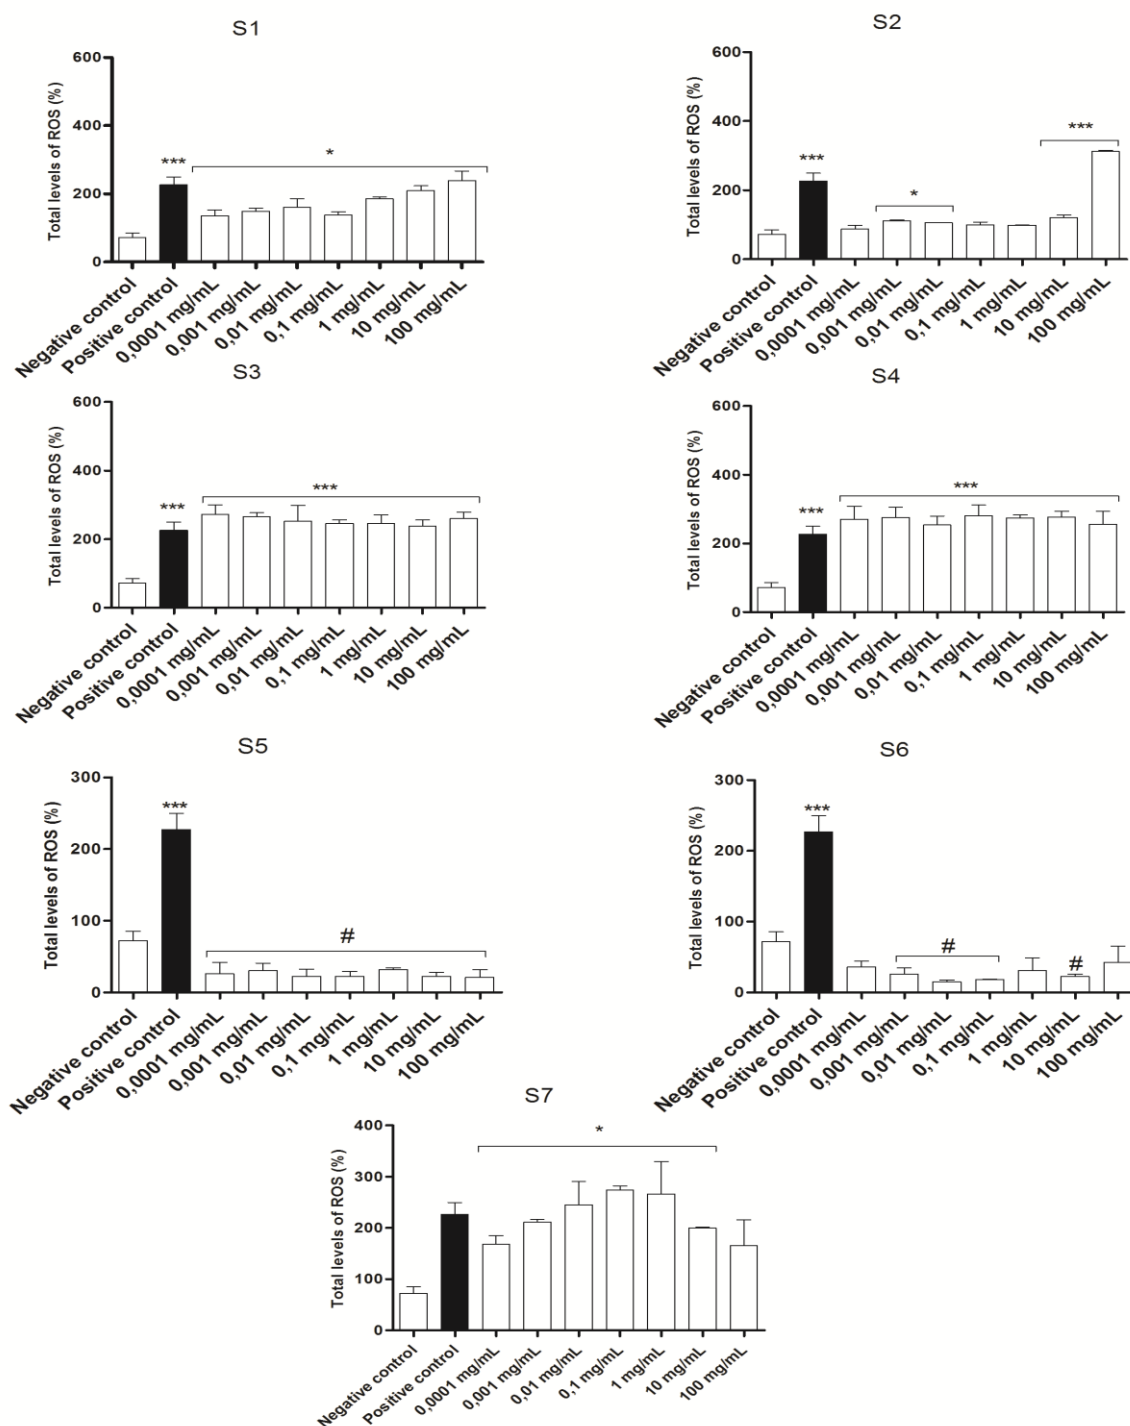 S1
Total levels of ROS (%)
600
400
200
0
***
*
Negative control
Positive control
0,0001 mg/mL
0,001 mg/mL
0,01 mg/mL
0,1 mg/mL
1 mg/mL
10 mg/mL
100 mg/mL
S2
Total levels of ROS (%)
600
400
200
0
***
*
***
Negative control
Positive control
0,0001 mg/mL
0,001 mg/mL
0,01 mg/mL
0,1 mg/mL
1 mg/mL
10 mg/mL
100 mg/mL
S3
Total levels of ROS (%)
600
400
200
0
***
***
Negative control
Positive control
0,0001 mg/mL
0,001 mg/mL
0,01 mg/mL
0,1 mg/mL
1 mg/mL
10 mg/mL
100 mg/mL
S4
Total levels of ROS (%)
600
400
200
0
***
***
Negative control
Positive control
0,0001 mg/mL
0,001 mg/mL
0,01 mg/mL
0,1 mg/mL
1 mg/mL
10 mg/mL
100 mg/mL
S5
Total levels of ROS (%)
300
200
100
0
***
#
Negative control
Positive control
0,0001 mg/mL
0,001 mg/mL
0,01 mg/mL
0,1 mg/mL
1 mg/mL
10 mg/mL
100 mg/mL
S6
Total levels of ROS (%)
300
200
100
0
***
#
#
Negative control
Positive control
0,0001 mg/mL
0,001 mg/mL
0,01 mg/mL
0,1 mg/mL
1 mg/mL
10 mg/mL
100 mg/mL
S7
Total levels of ROS (%)
400
300
200
100
0
*
Negative control
Positive control
0,0001 mg/mL
0,001 mg/mL
0,01 mg/mL
0,1 mg/mL
1 mg/mL
10 mg/mL
100 mg/mL